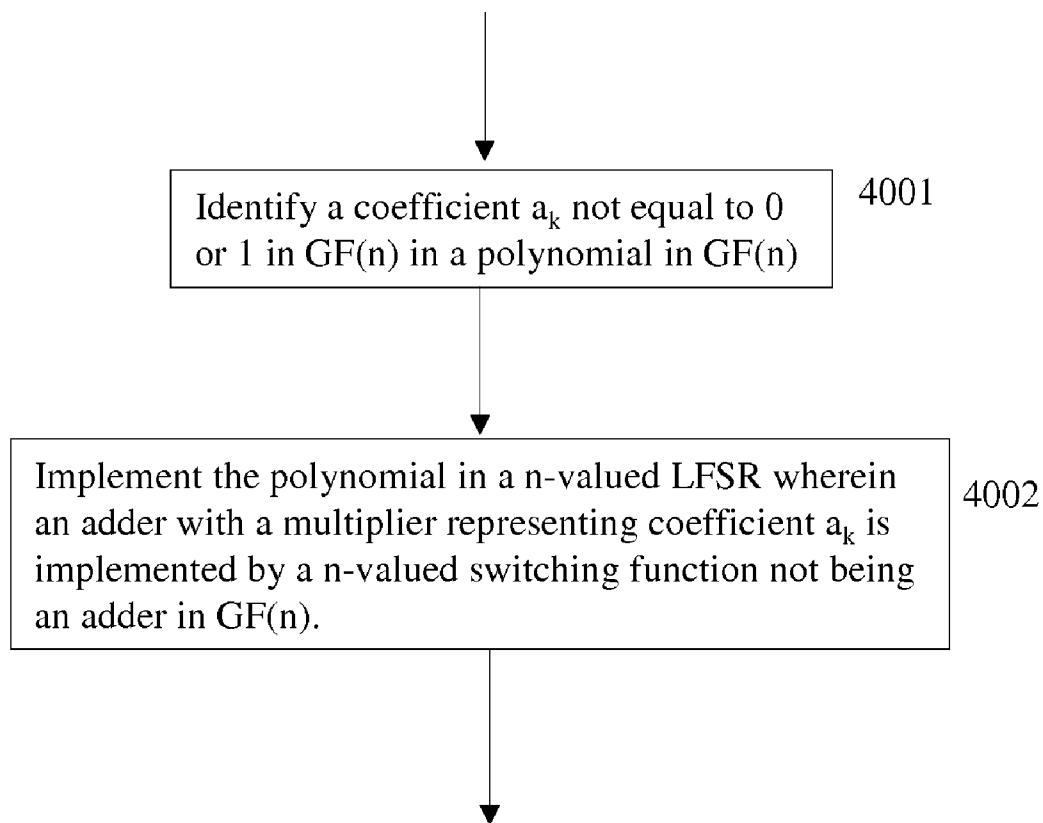 Identify a coefficient aₖ not equal to 0
or 1 in GF(n) in a polynomial in GF(n)
4001
Implement the polynomial in a n-valued LFSR wherein
an adder with a multiplier representing coefficient aₖ is
implemented by a n-valued switching function not being
an adder in GF(n).
4002